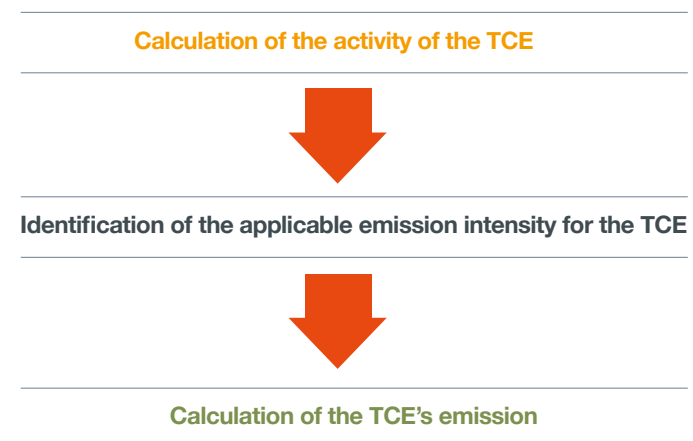 Calculation of the activity of the TCE
Identification of the applicable emission intensity for the TCE
Calculation of the TCE’s emission